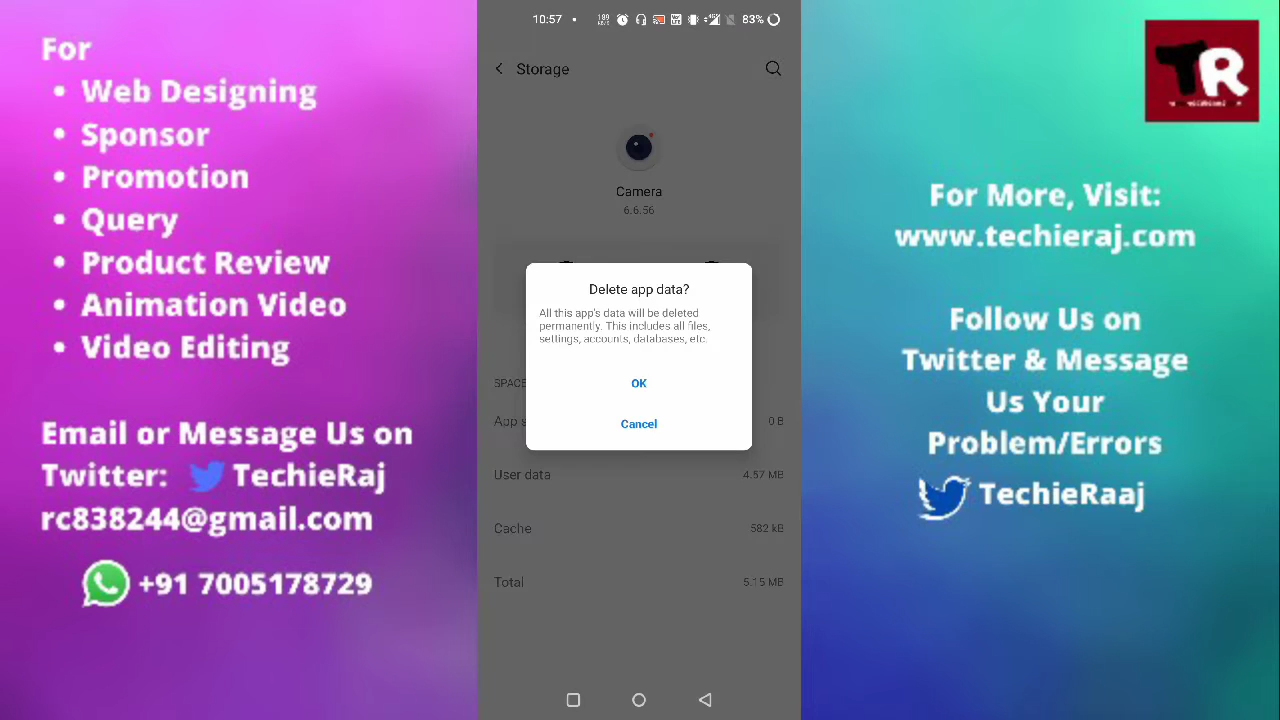 For
• Web Designing
• Sponsor
• Promotion
• Query
• Product Review
• Animation Video
• Video Editing
Email or Message Us on
Twitter: TechieRaj
rc838244@gmail.com
+91 7005178729
10:57
83%
Storage
Camera
6.6.56
Delete app data?
All this app's data will be deleted
permanently. This includes all files,
settings, accounts, databases, etc.
OK
Cancel
SPACE
App s
0 B
User data 4.57 MB
Cache 582 kB
Total 5.15 MB
TR
For More, Visit:
www.techieraj.com
Follow Us on
Twitter & Message
Us Your
Problem/Errors
TechieRaaj